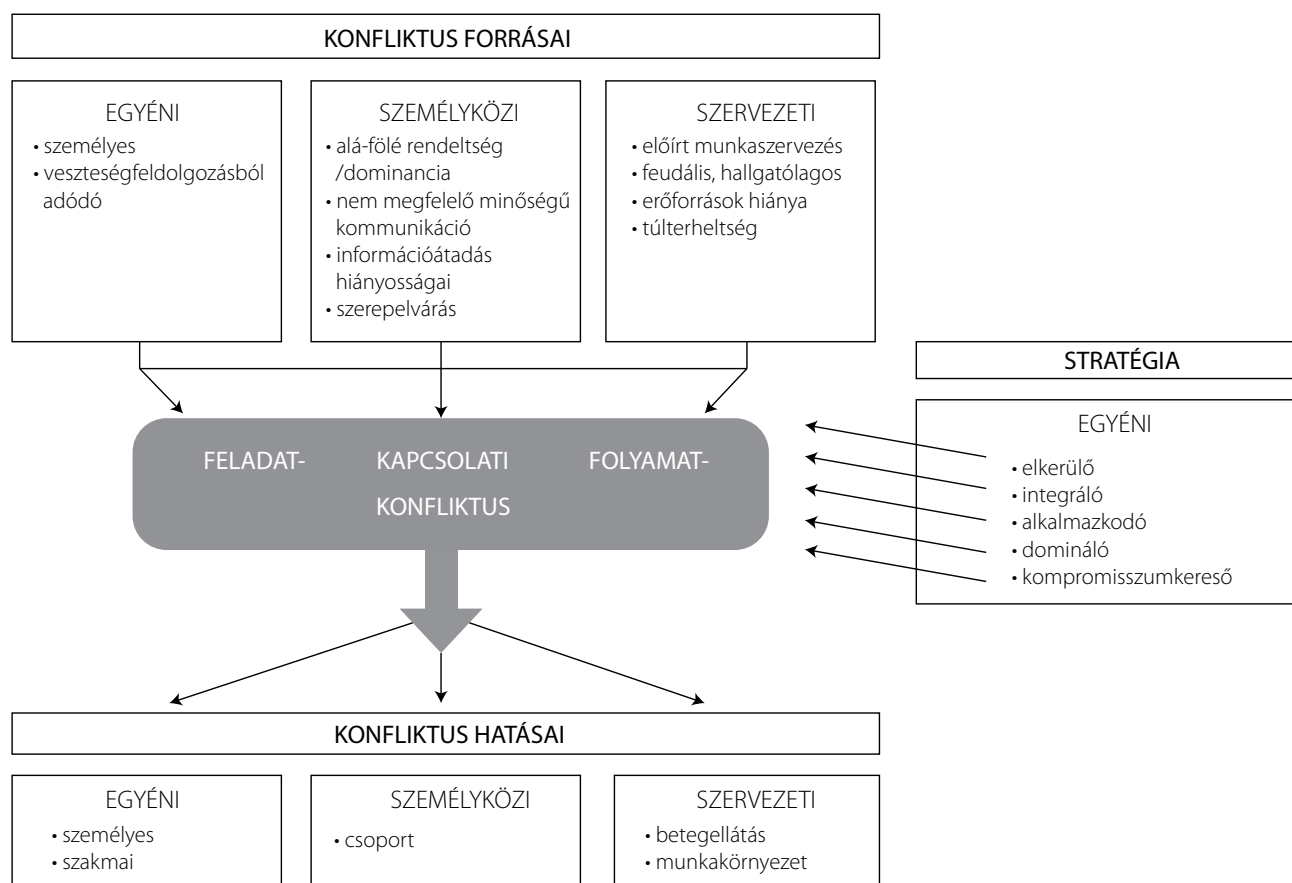 KONFLIKTUS FORRÁSAI
EGYÉNI
• személyes
• veszteségfeldolgozásból
adódó
SZEMÉLYKÖZI
• alá-fölé rendeltség
/dominancia
• nem megfelelő minőségű
kommunikáció
• információátadás
hiányosságai
• szerepelvárás
SZERVEZETI
• előírt munkaszervezés
• feudális, hallgatólagos
• erőforrások hiánya
• túlterheltség
STRATÉGIA
EGYÉNI
• elkerülő
• integráló
• alkalmazkodó
• domináló
• kompromisszumkereső
FELADAT- KAPCSOLATI FOLYAMAT-
KONFLIKTUS
KONFLIKTUS HATÁSAI
EGYÉNI
• személyes
• szakmai
SZEMÉLYKÖZI
• csoport
SZERVEZETI
• betegellátás
• munkakörnyezet